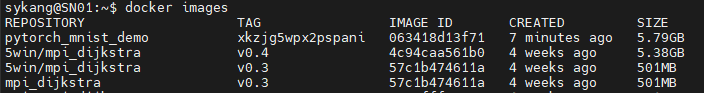 sykang@SN01:~$ docker images
REPOSITORY TAG IMAGE ID CREATED SIZE
pytorch_mnist_demo xkzjg5wpx2pspani 063418d13f71 7 minutes ago 5.79GB
5win/mpi_dijkstra v0.4 4c94caa561b0 4 weeks ago 5.38GB
5win/mpi_dijkstra v0.3 57c1b474611a 4 weeks ago 501MB
mpi_dijkstra v0.3 57c1b474611a 4 weeks ago 501MB